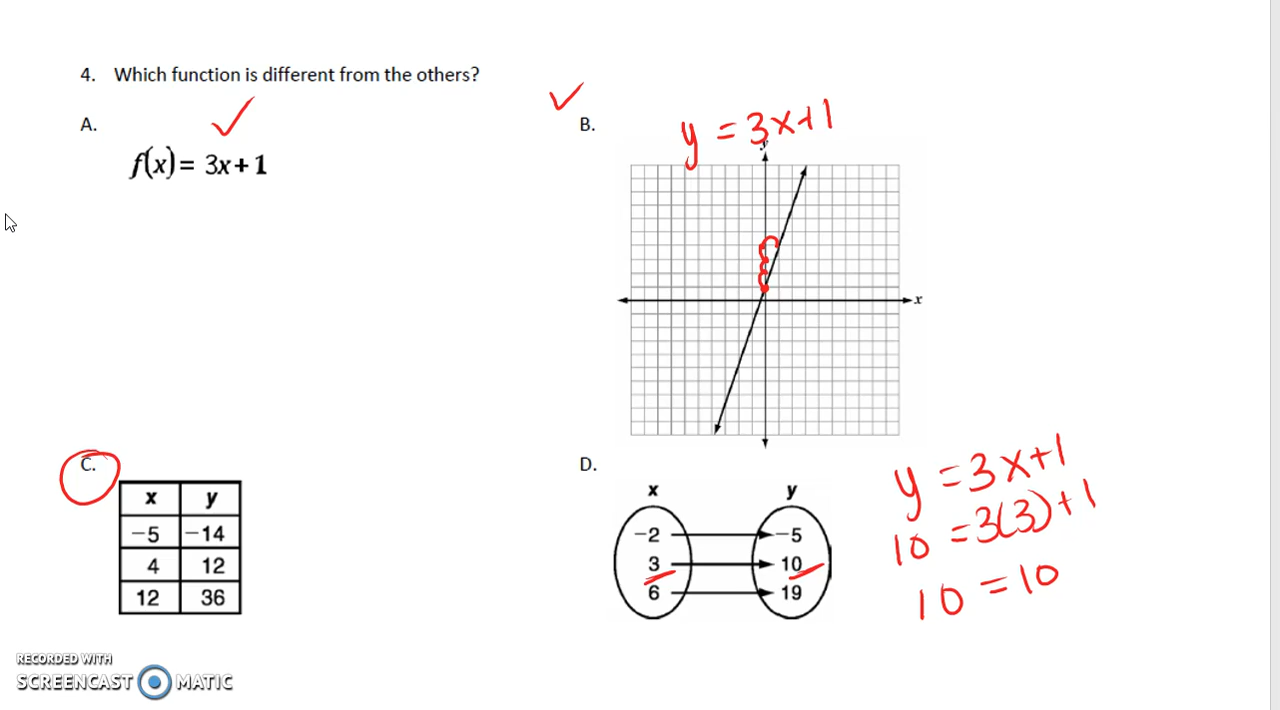 4. Which function is different from the others?
A.
f(x) = 3x + 1
B.
y = 3x+1
y
x
C.
x y
−5 −14
4 12
12 36
D.
x y
−2 −5
3 10
6 19
y = 3x+1
10 = 3(3)+1
10 = 10
RECORDED WITH
SCREENCAST MATIC